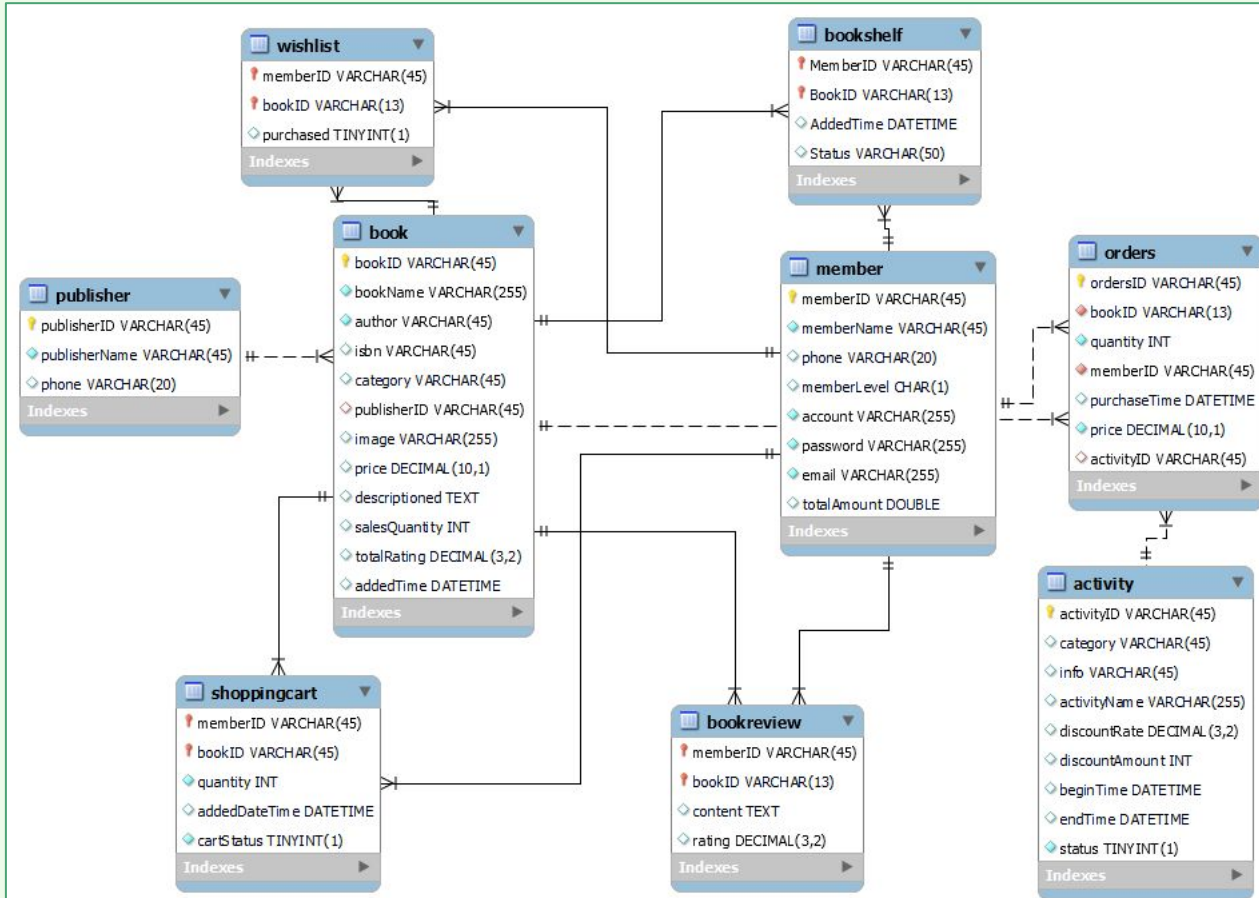 wishlist
memberID VARCHAR(45)
bookID VARCHAR(13)
purchased TINYINT(1)
Indexes
bookshelf
MemberID VARCHAR(45)
BookID VARCHAR(13)
AddedTime DATETIME
Status VARCHAR(50)
Indexes
publisher
publisherID VARCHAR(45)
publisherName VARCHAR(45)
phone VARCHAR(20)
Indexes
book
bookID VARCHAR(45)
bookName VARCHAR(255)
author VARCHAR(45)
isbn VARCHAR(45)
category VARCHAR(45)
publisherID VARCHAR(45)
image VARCHAR(255)
price DECIMAL(10,1)
descriptioned TEXT
salesQuantity INT
totalRating DECIMAL(3,2)
addedTime DATETIME
Indexes
member
memberID VARCHAR(45)
memberName VARCHAR(45)
phone VARCHAR(20)
memberLevel CHAR(1)
account VARCHAR(255)
password VARCHAR(255)
email VARCHAR(255)
totalAmount DOUBLE
Indexes
orders
ordersID VARCHAR(45)
bookID VARCHAR(13)
quantity INT
memberID VARCHAR(45)
purchaseTime DATETIME
price DECIMAL(10,1)
activityID VARCHAR(45)
Indexes
shoppingcart
memberID VARCHAR(45)
bookID VARCHAR(45)
quantity INT
addedDateTime DATETIME
cartStatus TINYINT(1)
Indexes
bookreview
memberID VARCHAR(45)
bookID VARCHAR(13)
content TEXT
rating DECIMAL(3,2)
Indexes
activity
activityID VARCHAR(45)
category VARCHAR(45)
info VARCHAR(45)
activityName VARCHAR(255)
discountRate DECIMAL(3,2)
discountAmount INT
beginTime DATETIME
endTime DATETIME
status TINYINT(1)
Indexes